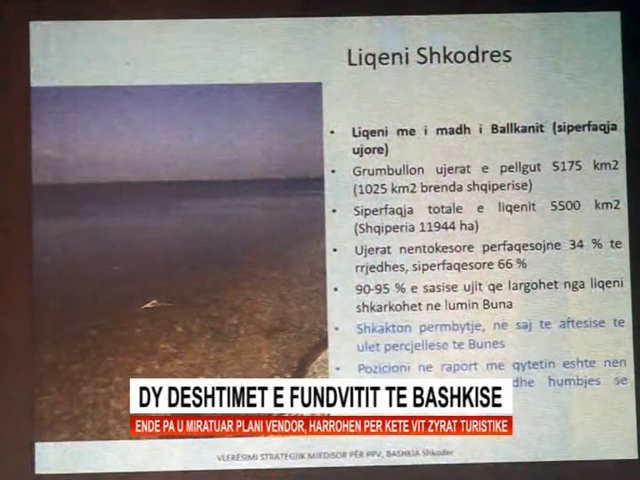 Liqeni Shkodres
• Liqeni me i madh i Ballkanit (siperfaqja
ujore)
• Grumbullon ujerat e pellgut 5175 km2
(1025 km2 brenda shqiperise)
• Siperfaqja totale e liqenit 5500 km2
(Shqiperia 11944 ha)
• Ujerat nentokesore perfaqesojne 34 % te
rrjedhes, siperfaqesore 66 %
• 90-95 % e sasise ujit qe largohet nga liqeni
shkarkohet ne lumin Buna
• Shkakton permbytje, ne saj te aftesise te
ulet percjellese te Bunes
• Pozicioni ne raport me qytetin eshte nen
dhe humbjes se
DY DESHTIMET E FUNDVITIT TE BASHKISE
ENDE PA U MIRATUAR PLANI VENDOR, HARROHEN PER KETE VIT ZYRAT TURISTIKE
VLERËSIMI STRATEGJIK MJEDISOR PËR PPV, BASHKIA Shkoder